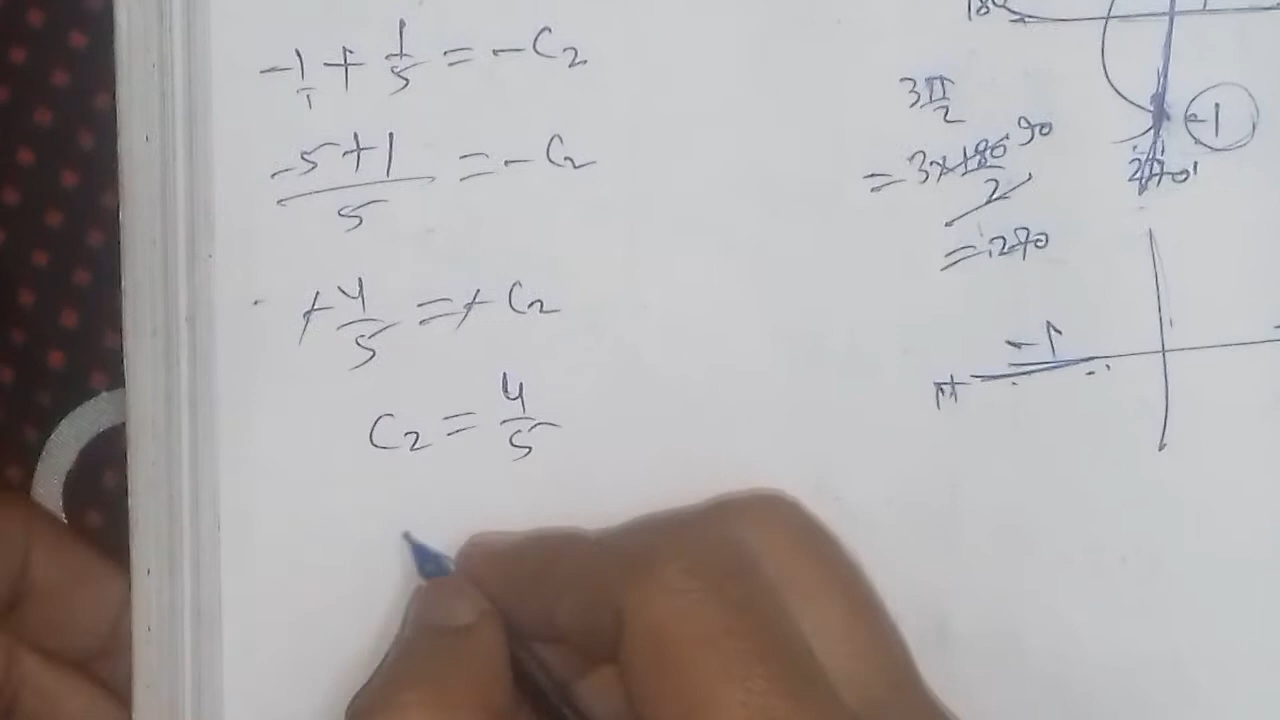 -1/1 + 1/5 = -C2
-5+1/5 = -C2
+4/5 = + C2
C2 = 4/5
180
-1
3π/2
= 3×180/2 90
= 270
-1
π